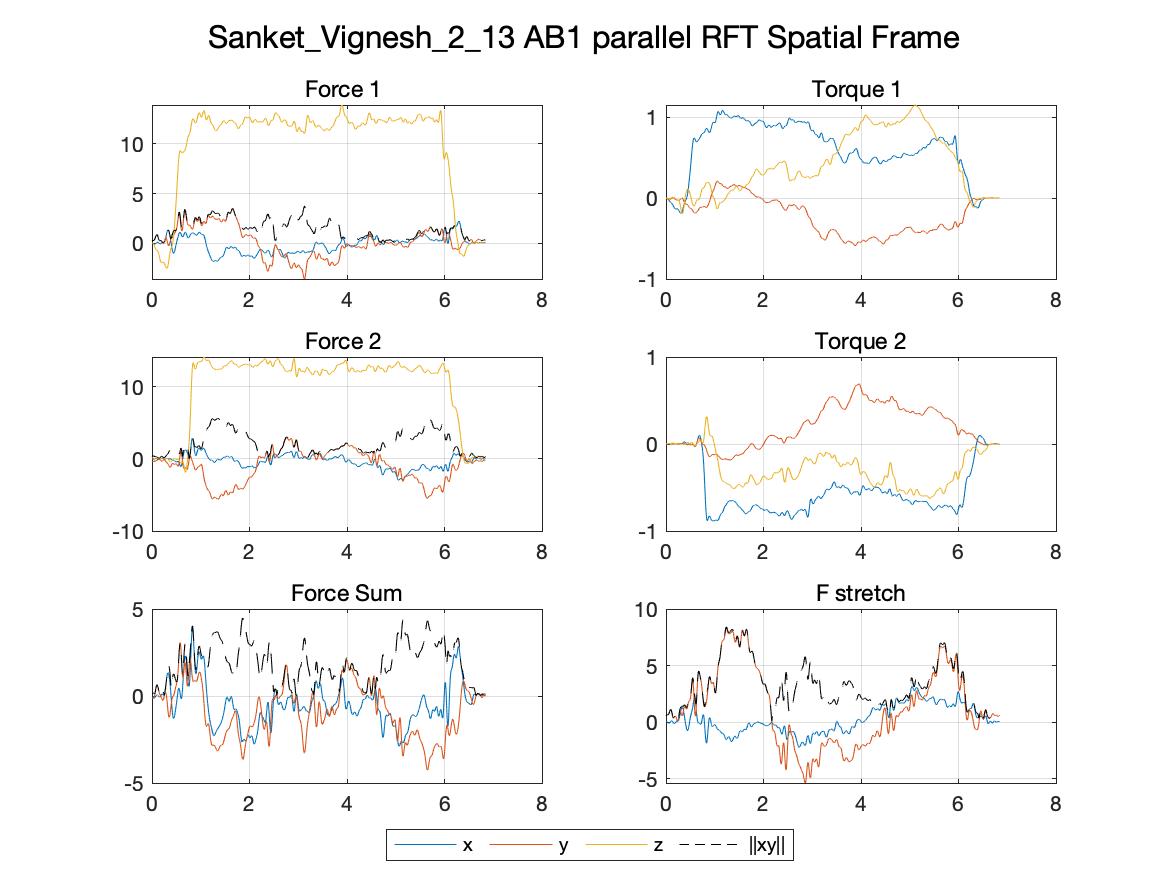 Sanket_Vignesh_2_13 AB1 parallel RFT Spatial Frame
Force 1
10
5
0
0 2 4 6 8
Torque 1
1
0
-1
0 2 4 6 8
Force 2
10
0
-10
0 2 4 6 8
Torque 2
1
0
-1
0 2 4 6 8
Force Sum
5
0
-5
0 2 4 6 8
F stretch
10
5
0
-5
0 2 4 6 8
x y z ||xy||